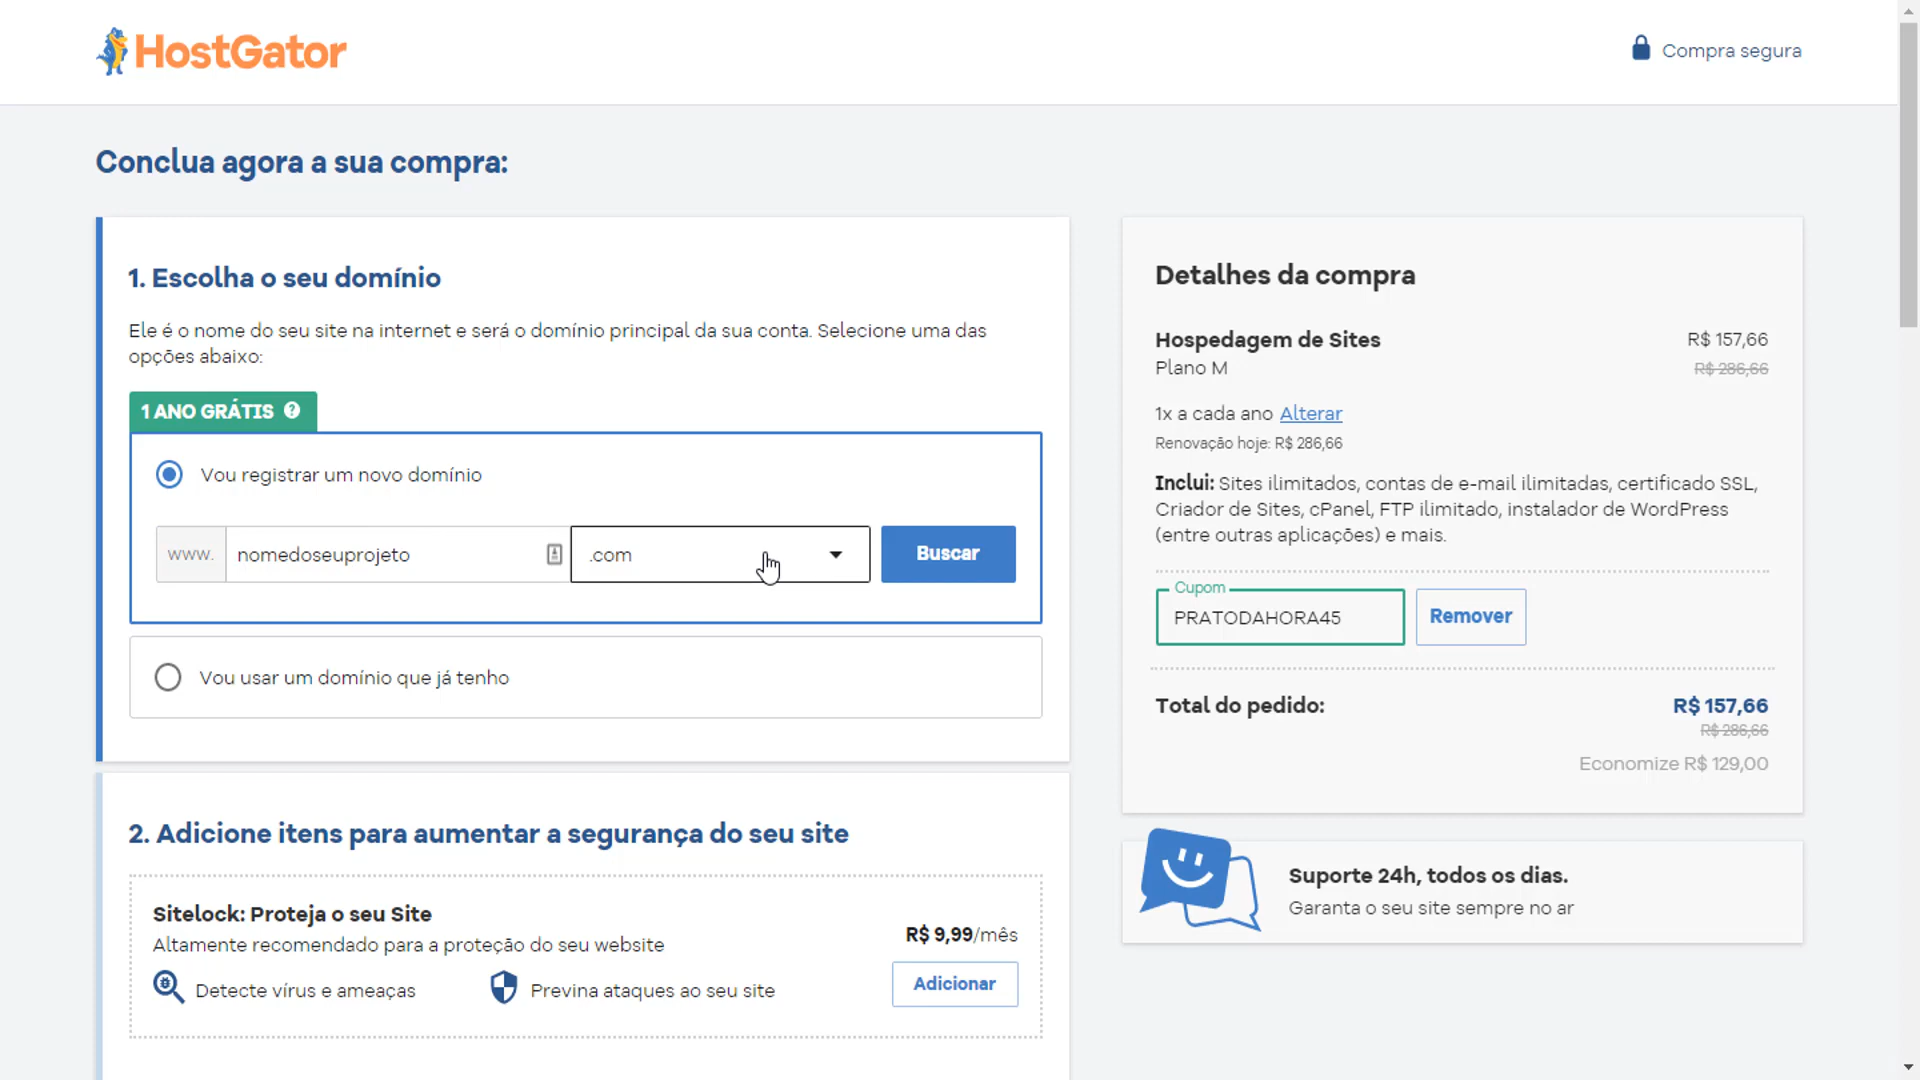 HostGator
Compra segura
Conclua agora a sua compra:
1. Escolha o seu domínio
Ele é o nome do seu site na internet e será o domínio principal da sua conta. Selecione uma das
opções abaixo:
1 ANO GRÁTIS ?
Vou registrar um novo domínio
www. nomedoseuprojeto .com Buscar
Vou usar um domínio que já tenho
2. Adicione itens para aumentar a segurança do seu site
Sitelock: Proteja o seu Site
Altamente recomendado para a proteção do seu website
R$ 9,99/mês
Detecte vírus e ameaças
Previna ataques ao seu site
Adicionar
Detalhes da compra
Hospedagem de Sites R$ 157,66
Plano M R$ 286,66
1x a cada ano Alterar
Renovação hoje: R$ 286,66
Inclui: Sites ilimitados, contas de e-mail ilimitadas, certificado SSL,
Criador de Sites, cPanel, FTP ilimitado, instalador de WordPress
(entre outras aplicações) e mais.
Cupom
PRATODAHORA45 Remover
Total do pedido: R$ 157,66
R$ 286,66
Economize R$ 129,00
Suporte 24h, todos os dias.
Garanta o seu site sempre no ar